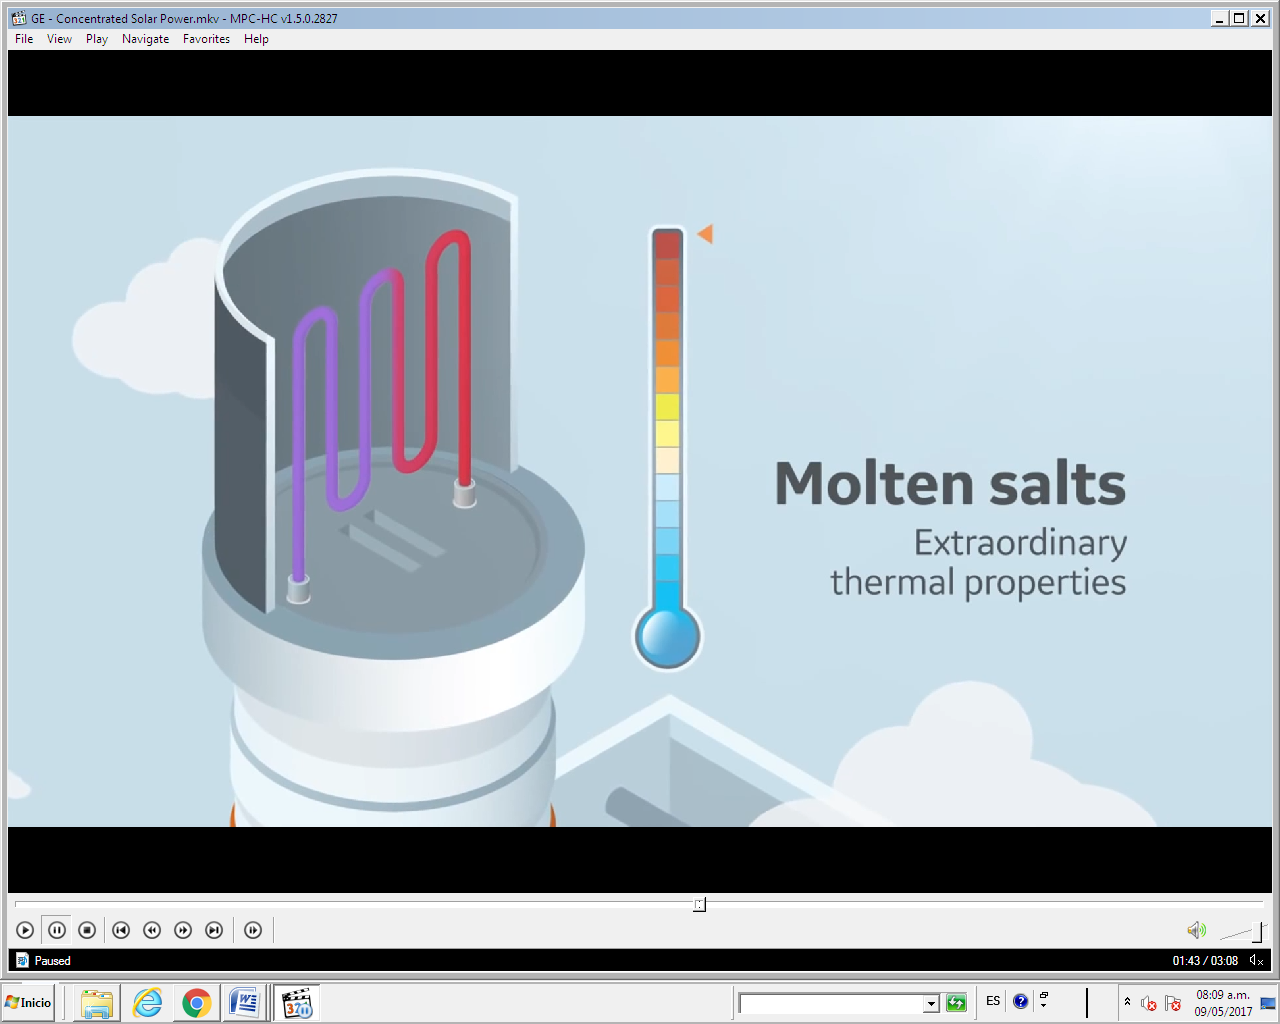 GE - Concentrated Solar Power.mkv - MPC-HC v1.5.0.2827
File View Play Navigate Favorites Help
Molten salts
Extraordinary
thermal properties
Paused
01:43 / 03:08
Inicio
ES
08:09 a.m.
09/05/2017